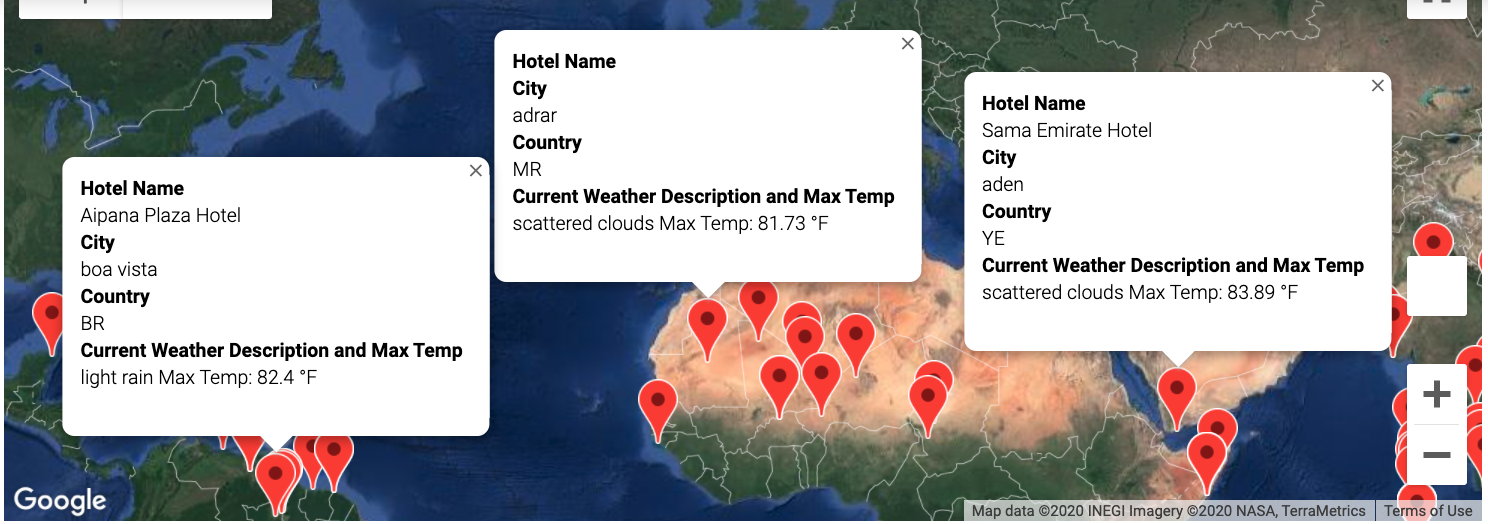 Hotel Name
Aipana Plaza Hotel
City
boa vista
Country
BR
Current Weather Description and Max Temp
light rain Max Temp: 82.4 °F
Hotel Name
City
adrar
Country
MR
Current Weather Description and Max Temp
scattered clouds Max Temp: 81.73 °F
Hotel Name
Sama Emirate Hotel
City
aden
Country
YE
Current Weather Description and Max Temp
scattered clouds Max Temp: 83.89 °F
Google
Map data ©2020 INEGI Imagery ©2020 NASA, TerraMetrics
Terms of Use